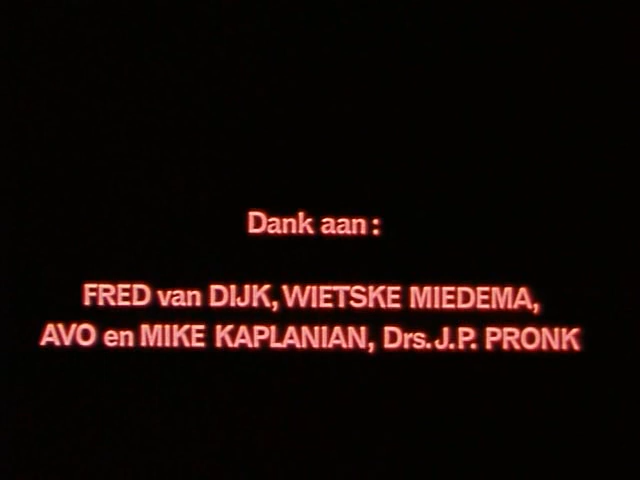 Dank aan :
FRED van DIJK, WIETSKE MIEDEMA,
AVO en MIKE KAPLANIAN, Drs. J.P. PRONK